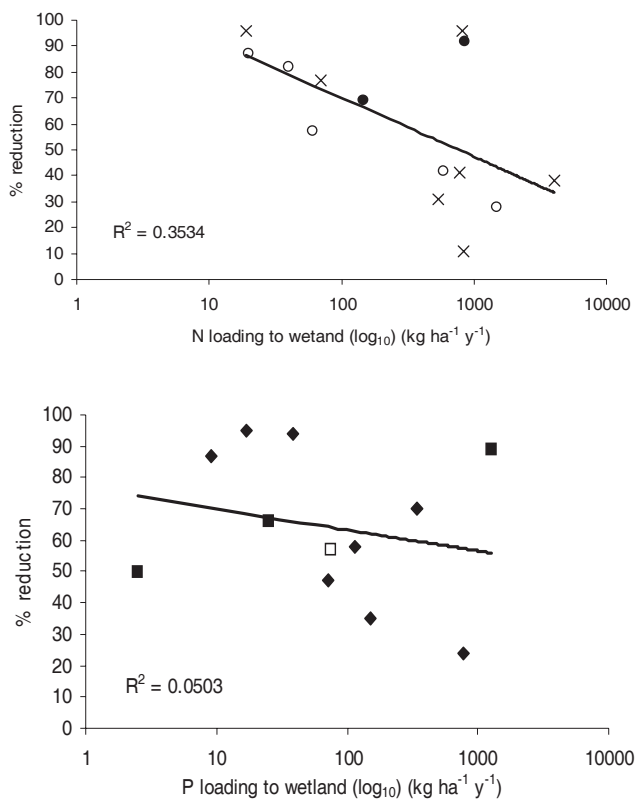 100
90
80
70
60
50
40
30
20
10
0
% reduction
R² = 0.3534
1 10 100 1000 10000
N loading to wetand (log₁₀) (kg ha⁻¹ y⁻¹)
100
90
80
70
60
50
40
30
20
10
0
% reduction
R² = 0.0503
1 10 100 1000 10000
P loading to wetland (log₁₀) (kg ha⁻¹ y⁻¹)